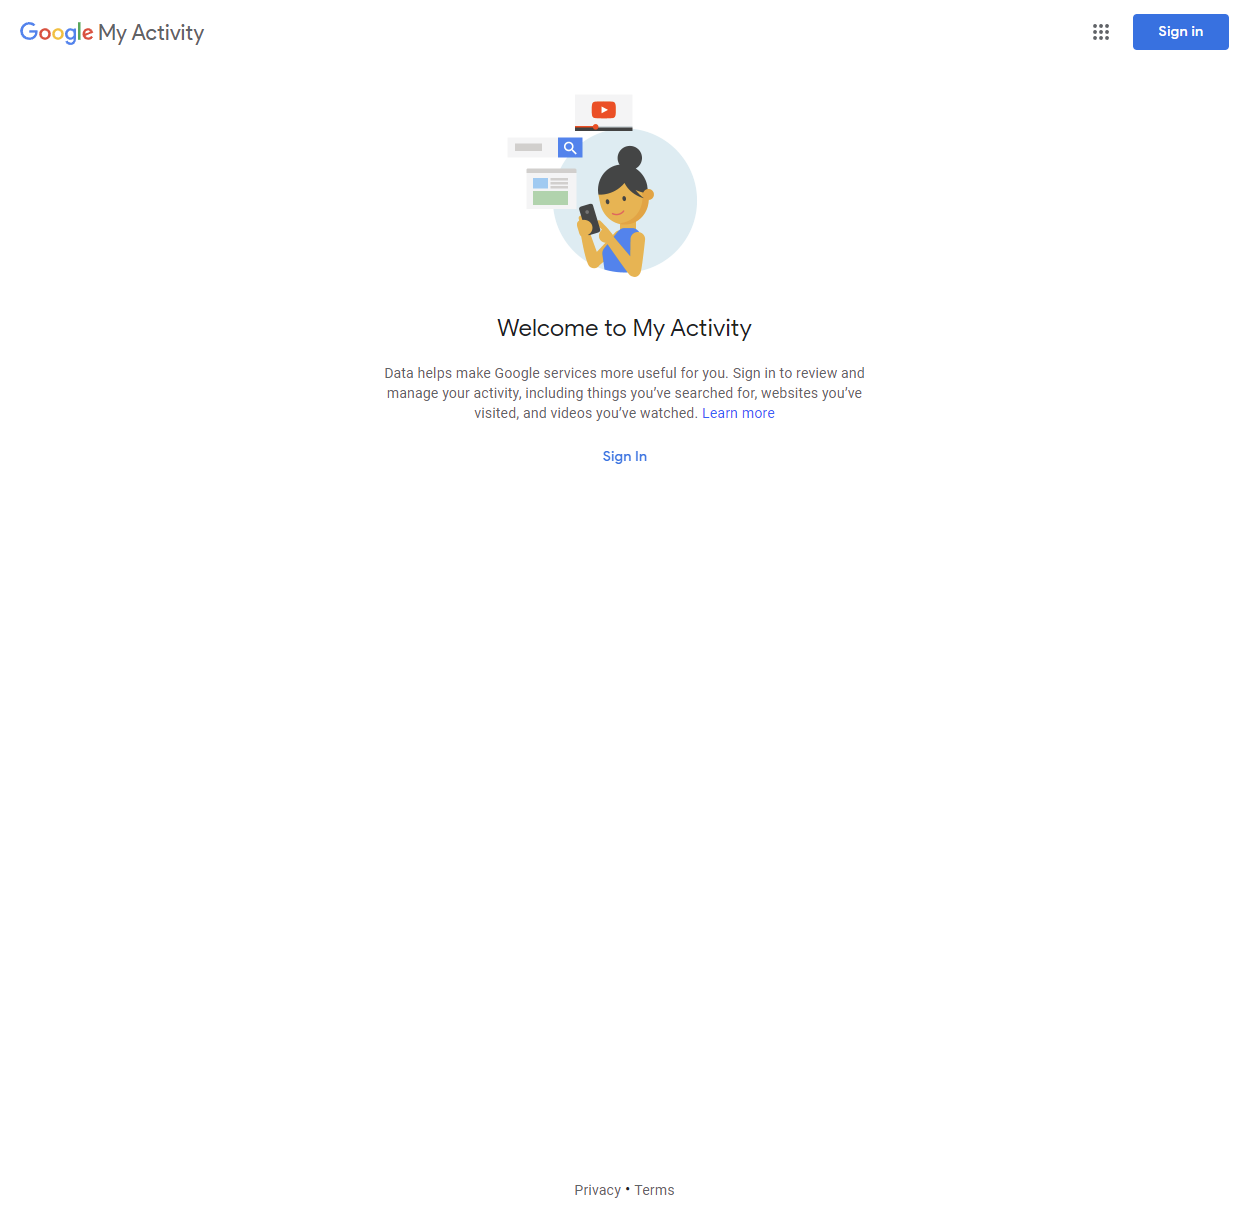 Google My Activity
Sign in
Welcome to My Activity
Data helps make Google services more useful for you. Sign in to review and
manage your activity, including things you’ve searched for, websites you’ve
visited, and videos you’ve watched. Learn more
Sign In
Privacy • Terms